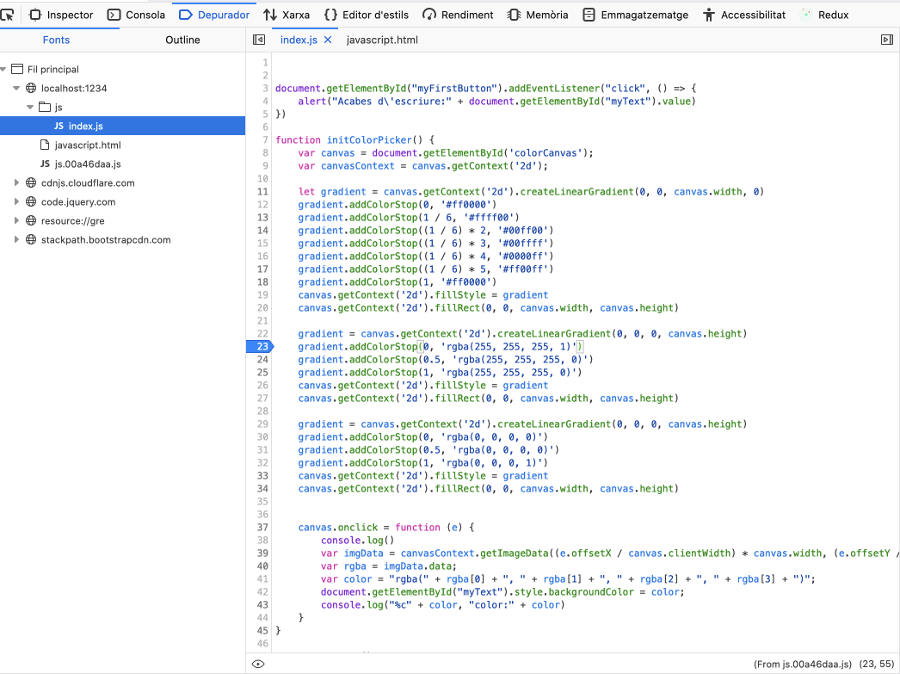 Inspector Consola Depurador Xarxa Editor d'estils Rendiment Memòria Emmagatzematge Accessibilitat Redux
Fonts Outline
index.js javascript.html
Fil principal
localhost:1234
js
JS index.js
javascript.html
JS js.00a46daa.js
cdnjs.cloudflare.com
code.jquery.com
resource://gre
stackpath.bootstrapcdn.com
1
2
3 document.getElementById("myFirstButton").addEventListener("click", () => {
4 alert("Acabes d\'escriure:" + document.getElementById("myText").value)
5 })
6
7 function initColorPicker() {
8 var canvas = document.getElementById('colorCanvas');
9 var canvasContext = canvas.getContext('2d');
10
11 let gradient = canvas.getContext('2d').createLinearGradient(0, 0, canvas.width, 0)
12 gradient.addColorStop(0, '#ff0000')
13 gradient.addColorStop(1 / 6, '#ffff00')
14 gradient.addColorStop((1 / 6) * 2, '#00ff00')
15 gradient.addColorStop((1 / 6) * 3, '#00ffff')
16 gradient.addColorStop((1 / 6) * 4, '#0000ff')
17 gradient.addColorStop((1 / 6) * 5, '#ff00ff')
18 gradient.addColorStop(1, '#ff0000')
19 canvas.getContext('2d').fillStyle = gradient
20 canvas.getContext('2d').fillRect(0, 0, canvas.width, canvas.height)
21
22 gradient = canvas.getContext('2d').createLinearGradient(0, 0, 0, canvas.height)
23 gradient.addColorStop(0, 'rgba(255, 255, 255, 1)')
24 gradient.addColorStop(0.5, 'rgba(255, 255, 255, 0)')
25 gradient.addColorStop(1, 'rgba(255, 255, 255, 0)')
26 canvas.getContext('2d').fillStyle = gradient
27 canvas.getContext('2d').fillRect(0, 0, canvas.width, canvas.height)
28
29 gradient = canvas.getContext('2d').createLinearGradient(0, 0, 0, canvas.height)
30 gradient.addColorStop(0, 'rgba(0, 0, 0, 0)')
31 gradient.addColorStop(0.5, 'rgba(0, 0, 0, 0)')
32 gradient.addColorStop(1, 'rgba(0, 0, 0, 1)')
33 canvas.getContext('2d').fillStyle = gradient
34 canvas.getContext('2d').fillRect(0, 0, canvas.width, canvas.height)
35
36
37 canvas.onclick = function (e) {
38 console.log()
39 var imgData = canvasContext.getImageData((e.offsetX / canvas.clientWidth) * canvas.width, (e.offsetY /
40 var rgba = imgData.data;
41 var color = "rgba(" + rgba[0] + ", " + rgba[1] + ", " + rgba[2] + ", " + rgba[3] + ")";
42 document.getElementById("myText").style.backgroundColor = color;
43 console.log("%c" + color, "color:" + color)
44 }
45 }
46
(From js.00a46daa.js) (23, 55)